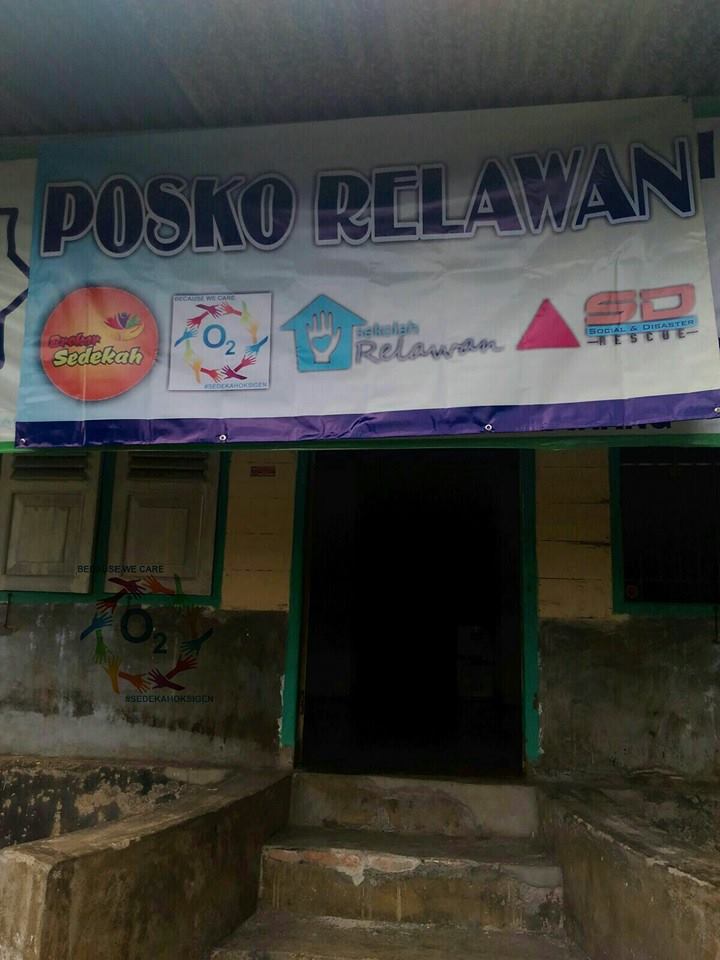 POSKO RELAWAN
Brebes
Sedekah
BECAUSE WE CARE
O2
#SEDEKAHOKSIGEN
Sekolah
Relawan
SD
SOCIAL & DISASTER
RESCUE
BECAUSE WE CARE
O2
#SEDEKAHOKSIGEN